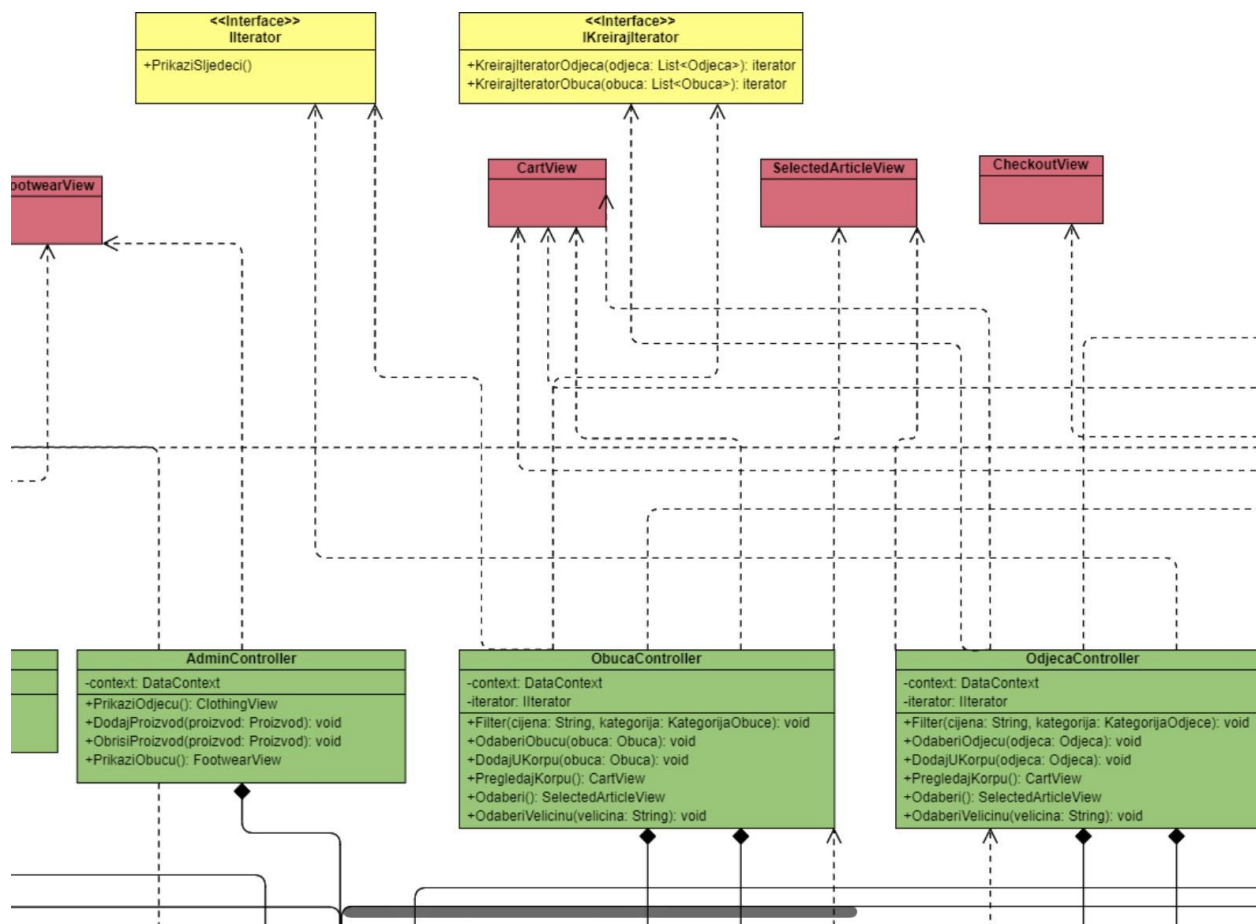 <<Interface>>
IIterator
+PrikaziSljedeci()
<<Interface>>
IKreirajIterator
+KreirajIteratorOdjeca(odjeca: List<Odjeca>): iterator
+KreirajIteratorObuca(obuca: List<Obuca>): iterator
ootwearView
CartView
SelectedArticleView
CheckoutView
AdminController
-context: DataContext
+PrikaziOdjecu(): ClothingView
+DodajProizvod(proizvod: Proizvod): void
+ObrisiProizvod(proizvod: Proizvod): void
+PrikaziObucu(): FootwearView
ObucaController
-context: DataContext
-iterator: IIterator
+Filter(cijena: String, kategorija: KategorijaObuce): void
+OdaberiObucu(obuca: Obuca): void
+DodajUKorpu(obuca: Obuca): void
+PregledajKorpu(): CartView
+Odaberi(): SelectedArticleView
+OdaberiVelicinu(velicina: String): void
OdjecaController
-context: DataContext
-iterator: IIterator
+Filter(cijena: String, kategorija: KategorijaOdjece): void
+OdaberiOdjecu(odjeca: Odjeca): void
+DodajUKorpu(odjeca: Odjeca): void
+PregledajKorpu(): CartView
+Odaberi(): SelectedArticleView
+OdaberiVelicinu(velicina: String): void